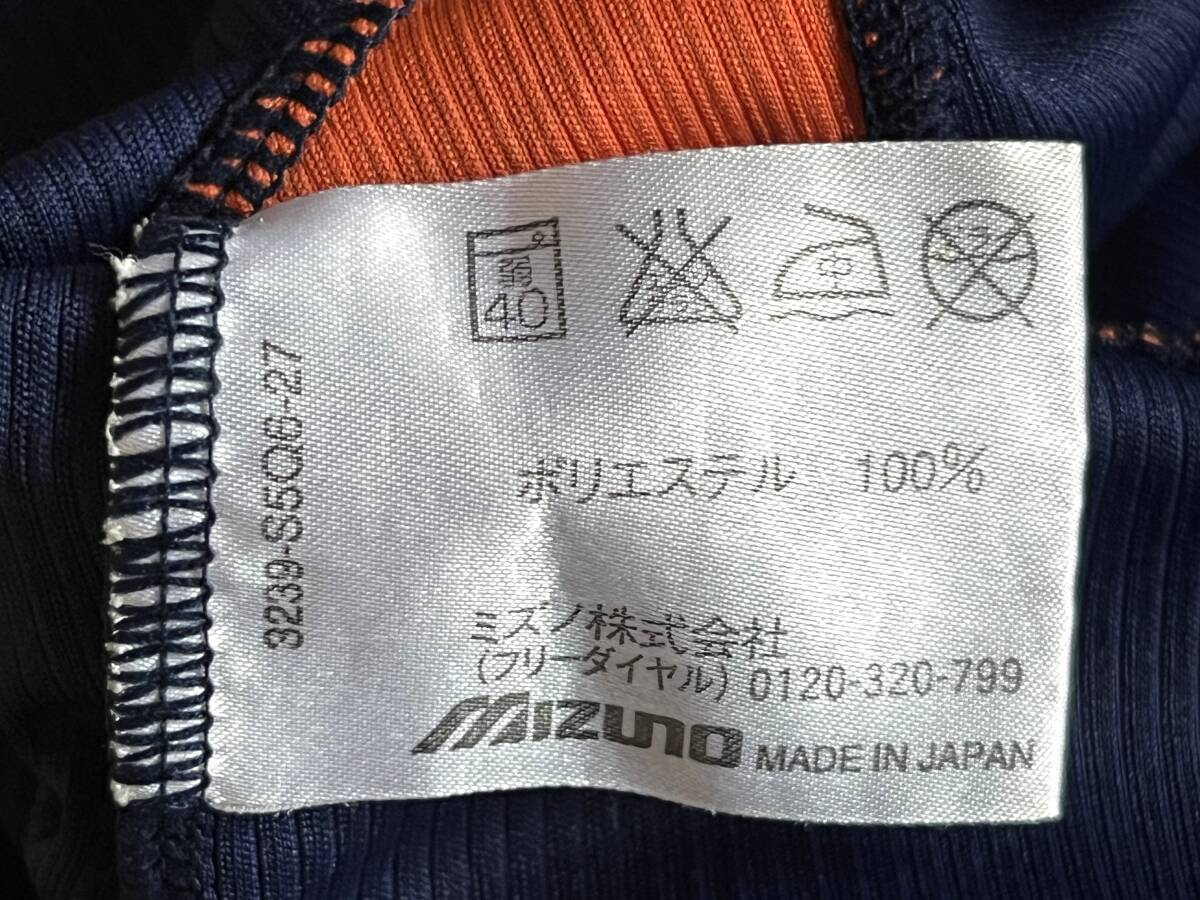 40
中
ポリエステル 100%
ミズノ株式会社
(フリーダイヤル) 0120-320-799
MIZUNO MADE IN JAPAN
3239-S5Q6-27